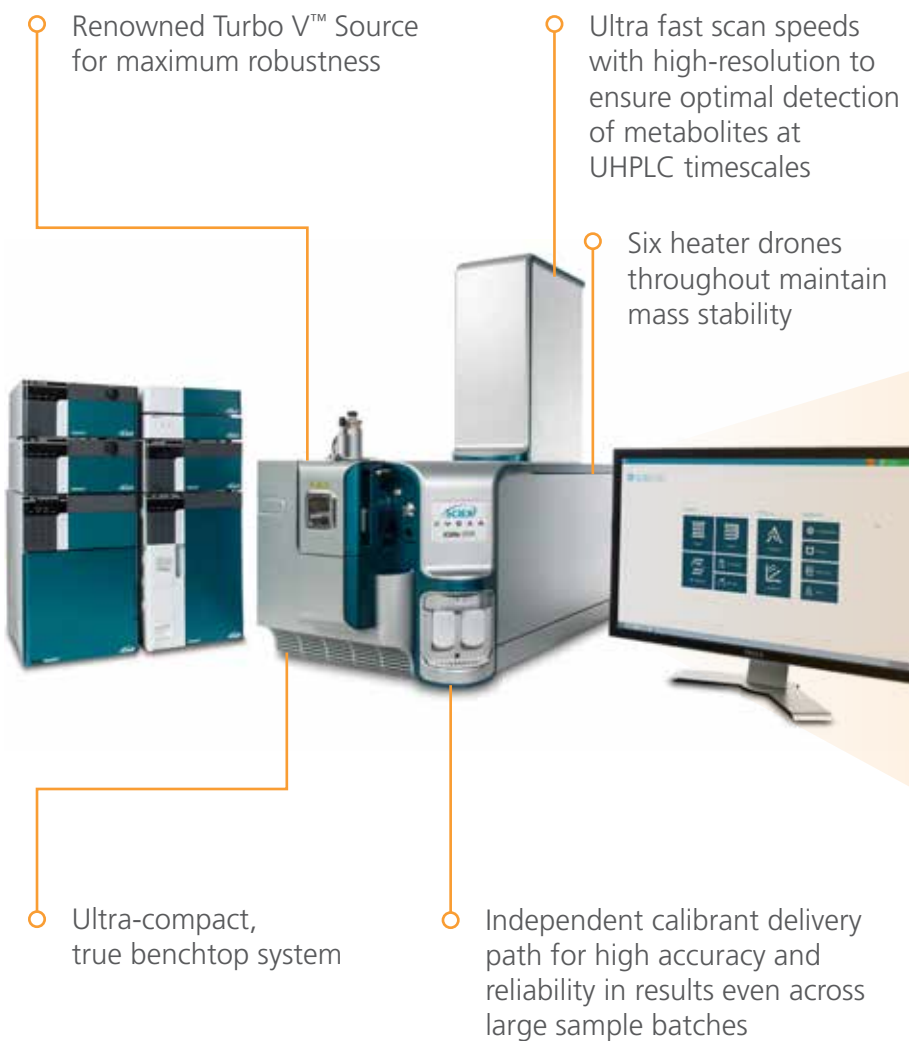 Renowned Turbo V™ Source
for maximum robustness
Ultra fast scan speeds
with high-resolution to
ensure optimal detection
of metabolites at
UHPLC timescales
Six heater drones
throughout maintain
mass stability
SCIEX
Ultra-compact,
true benchtop system
Independent calibrant delivery
path for high accuracy and
reliability in results even across
large sample batches